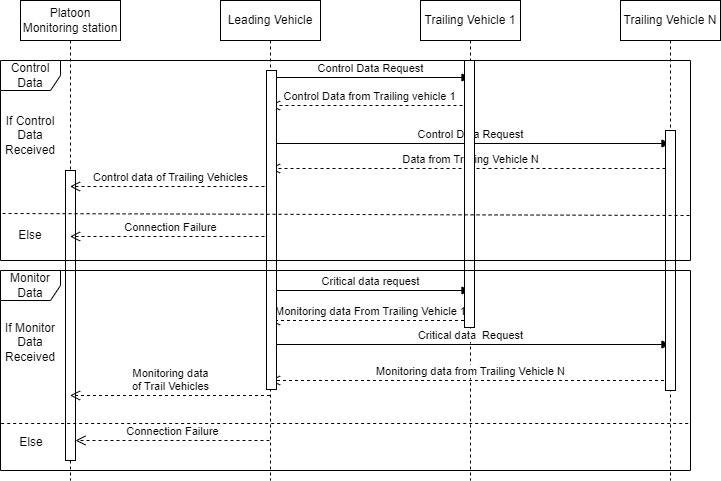 Platoon
Monitoring station
Leading Vehicle
Trailing Vehicle 1
Trailing Vehicle N
Control
Data
Control Data Request
Control Data from Trailing vehicle 1
If Control
Data
Received
Control Data Request
Data from Trailing Vehicle N
Control data of Trailing Vehicles
Else
Connection Failure
Monitor
Data
Critical data request
Monitoring data From Trailing Vehicle 1
If Monitor
Data
Received
Critical data Request
Monitoring data
of Trail Vehicles
Monitoring data from Trailing Vehicle N
Else
Connection Failure